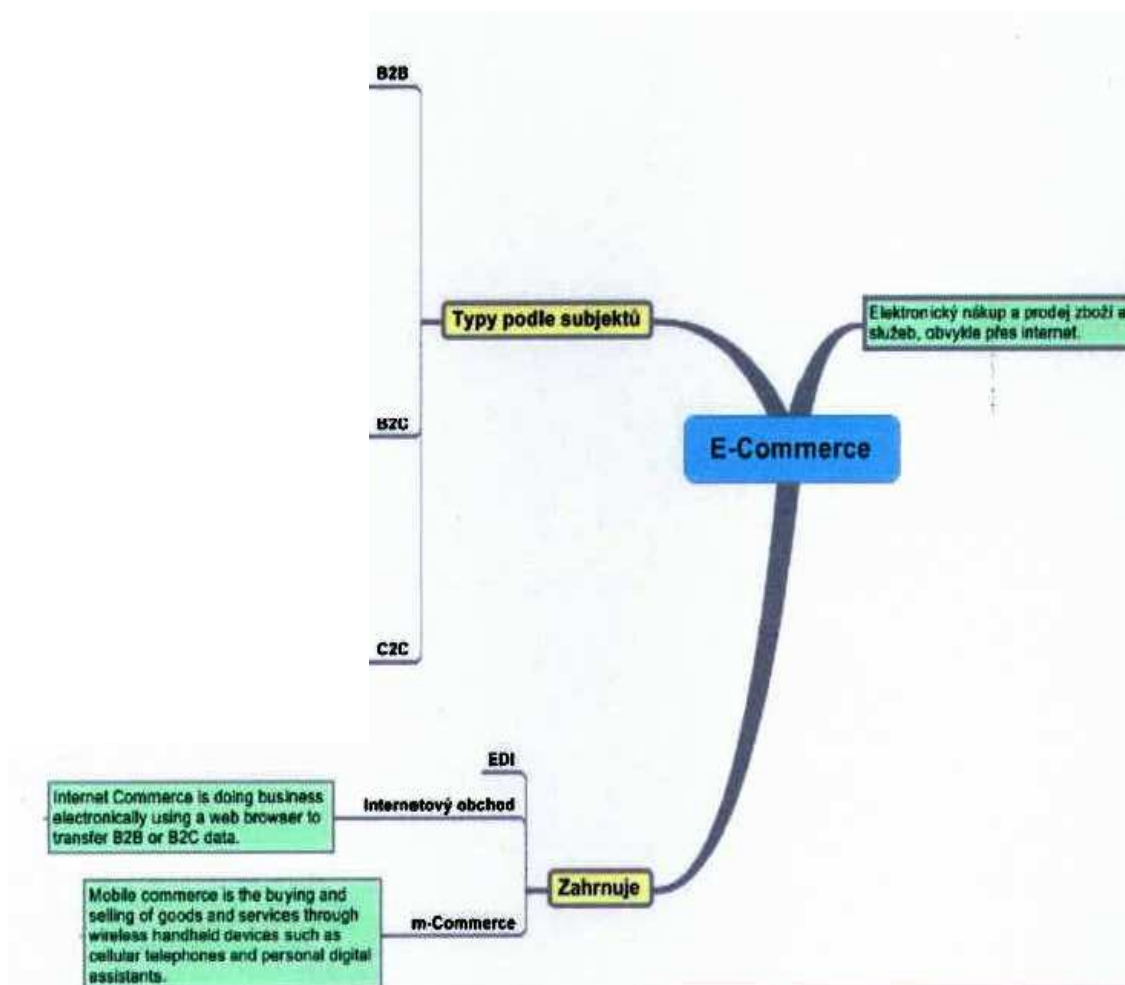 B2B
Typy podle subjektů
Elektronický nákup a prodej zboží a
služeb, obvykle přes internet.
B2C
E-Commerce
C2C
EDI
Internetový obchod
Internet Commerce is doing business
electronically using a web browser to
transfer B2B or B2C data.
Zahrnuje
m-Commerce
Mobile commerce is the buying and
selling of goods and services through
wireless handheld devices such as
cellular telephones and personal digital
assistants.